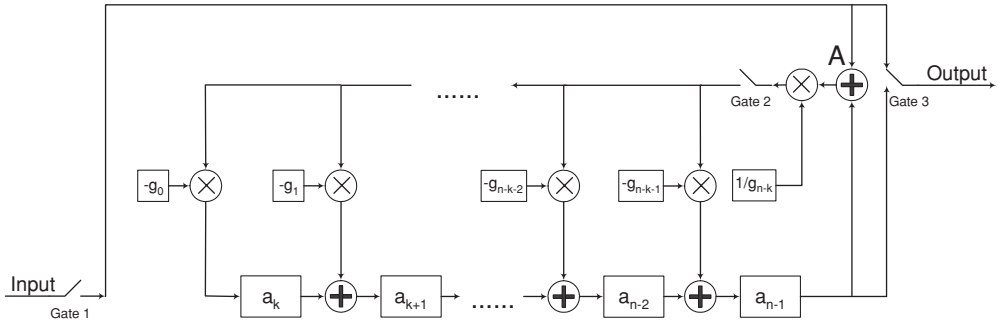 A
Output
......
Gate 2
Gate 3
-g₀
-g₁
-gₙ₋ₖ₋₂
-gₙ₋ₖ₋₁
1/gₙ₋ₖ
Input
aₖ
aₖ₊₁
......
aₙ₋₂
aₙ₋₁
Gate 1